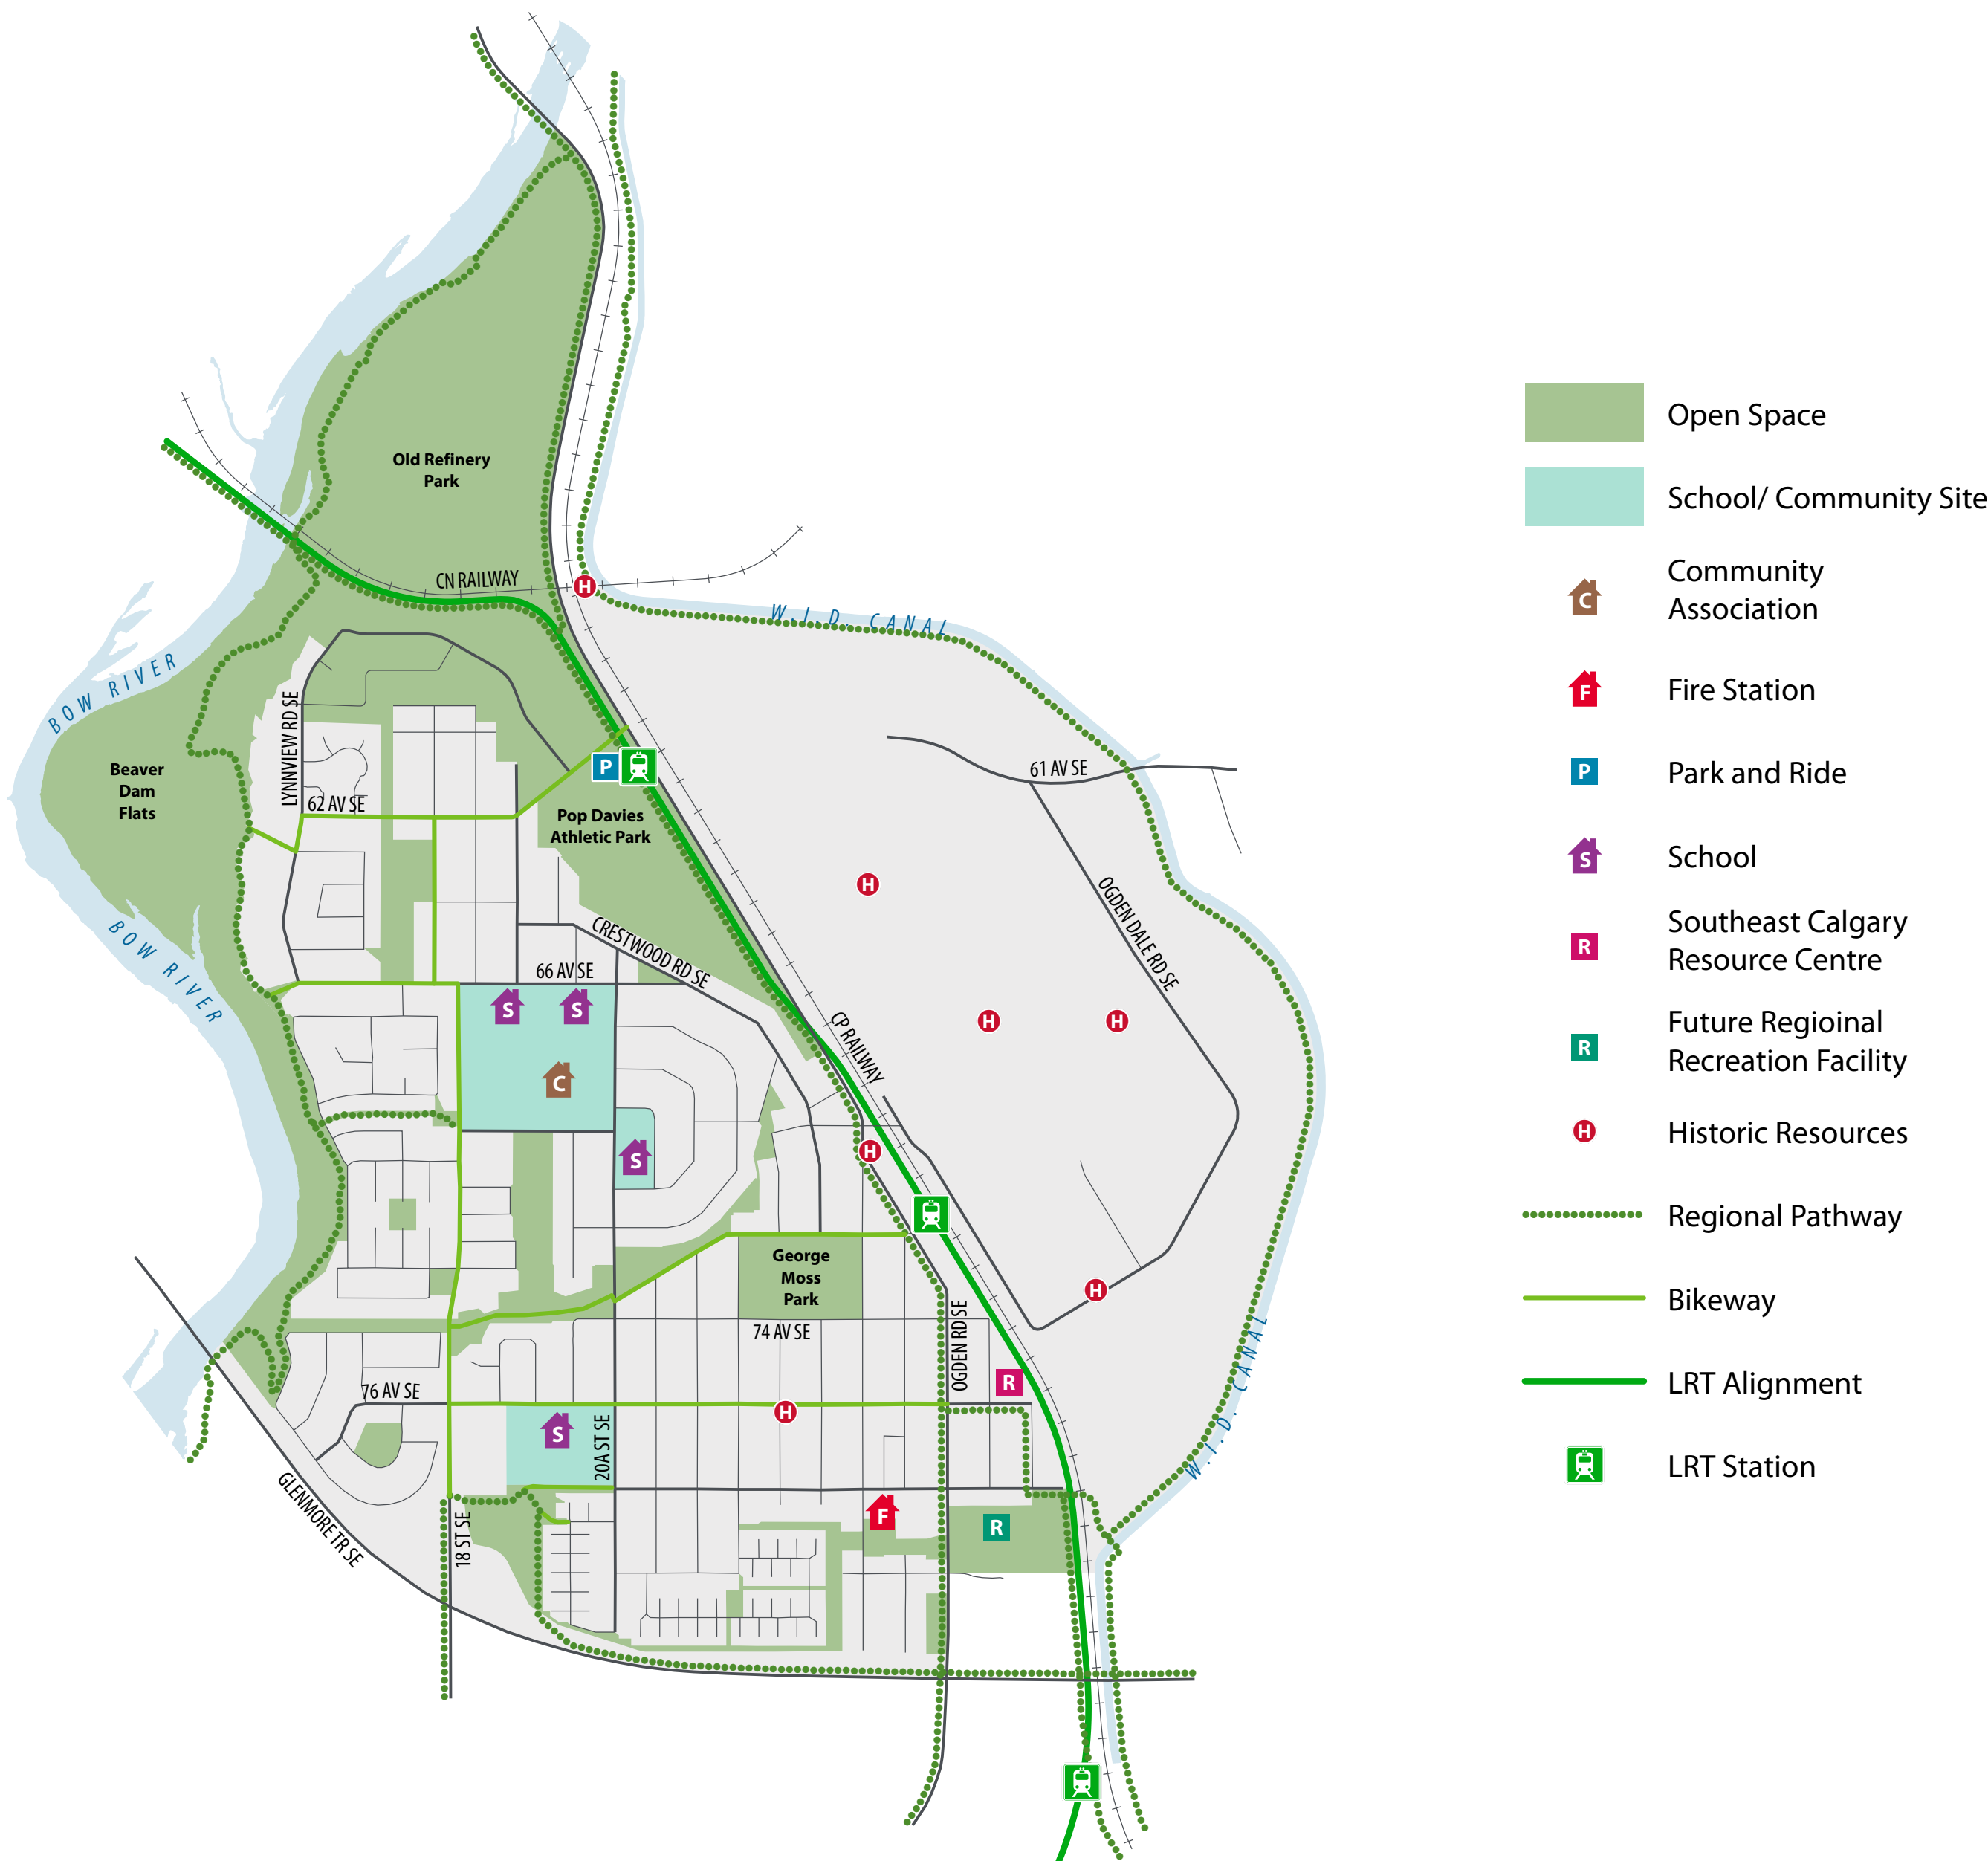 Old Refinery
Park
CN RAILWAY
H
W.I.D. CANAL
BOW RIVER
LYNNVIEW RD SE
Beaver
Dam
Flats
62 AV SE
P
Pop Davies
Athletic Park
61 AV SE
H
OGDEN DALE RD SE
BOW RIVER
CRESTWOOD RD SE
66 AV SE
S
S
C
CP RAILWAY
H
H
S
H
George
Moss
Park
H
74 AV SE
OGDEN RD SE
W.I.D. CANAL
76 AV SE
R
H
S
20A ST SE
GLENMORE TR SE
18 ST SE
F
R
Open Space
School/ Community Site
C
Community
Association
F
Fire Station
P
Park and Ride
S
School
R
Southeast Calgary
Resource Centre
R
Future Regioinal
Recreation Facility
H
Historic Resources
Regional Pathway
Bikeway
LRT Alignment
LRT Station